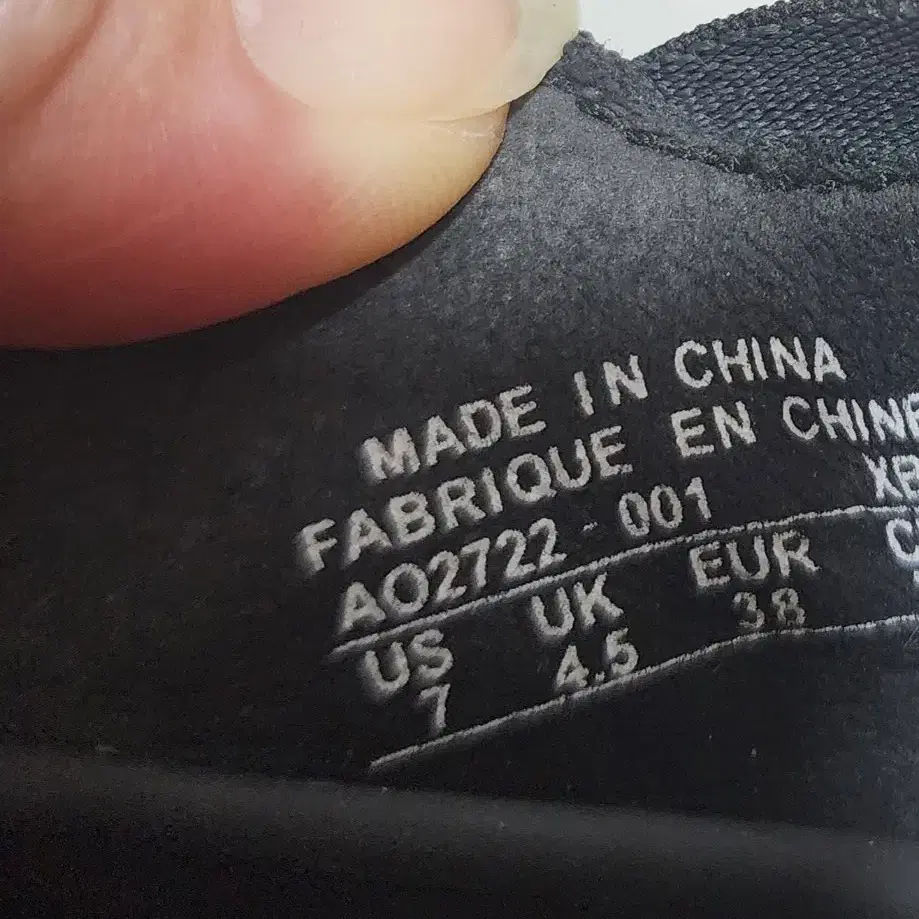 MADE IN CHINA
FABRIQUE EN CHINE
AO2722 - 001
US UK EUR
7 4.5 38